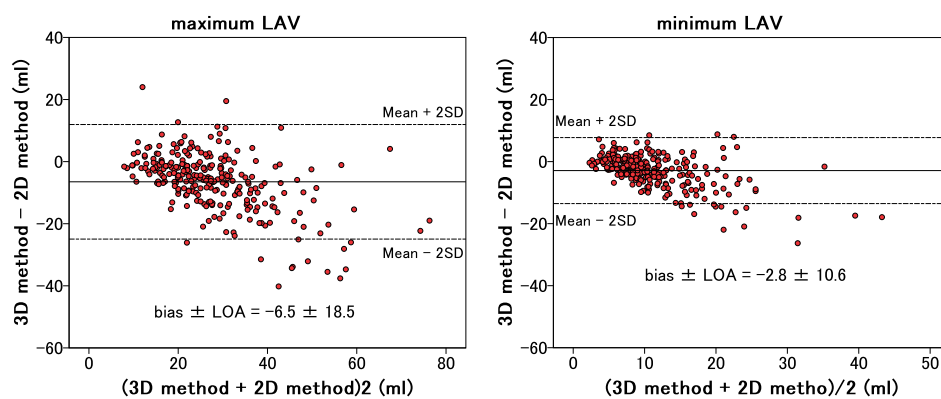 maximum LAV
40
20
0
−20
−40
−60
3D method − 2D method (ml)
Mean + 2SD
Mean − 2SD
bias ± LOA = −6.5 ± 18.5
0 20 40 60 80
(3D method + 2D method)2 (ml)
minimum LAV
40
20
0
−20
−40
−60
3D method − 2D method (ml)
Mean + 2SD
Mean − 2SD
bias ± LOA = −2.8 ± 10.6
0 10 20 30 40 50
(3D method + 2D metho)/2 (ml)